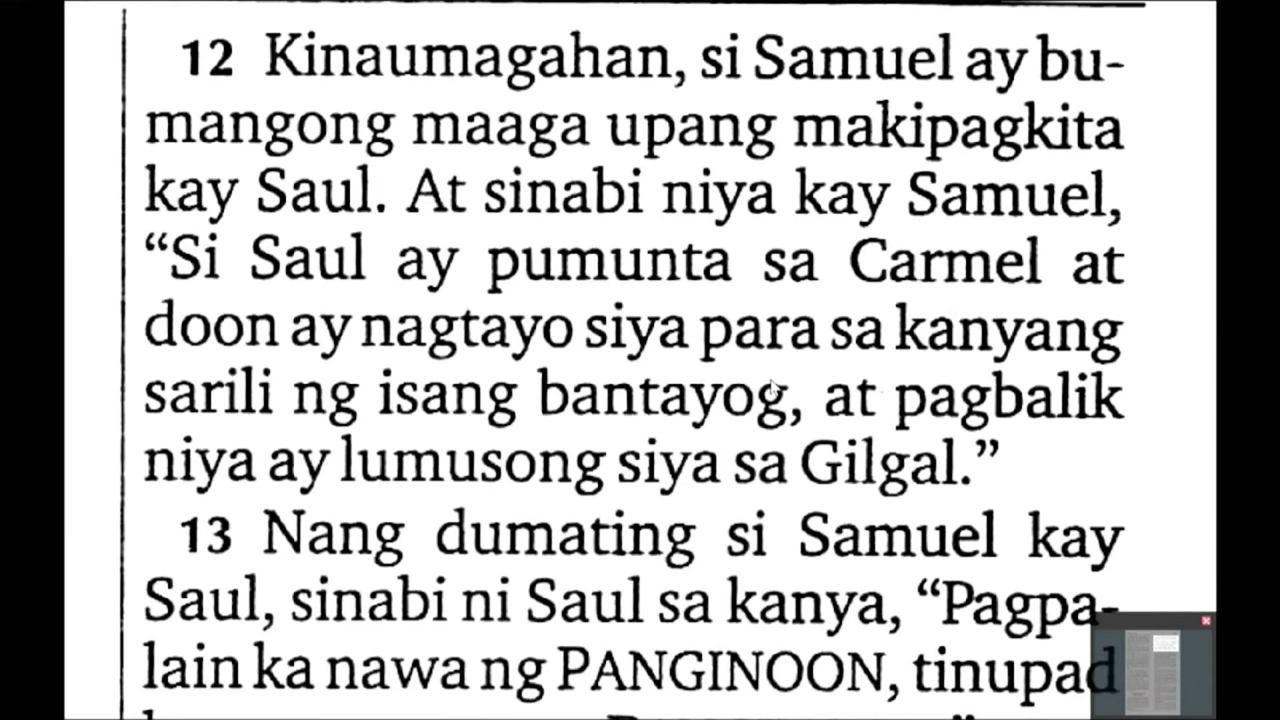 12 Kinaumagahan, si Samuel ay bu-
mangong maaga upang makipagkita
kay Saul. At sinabi niya kay Samuel,
“Si Saul ay pumunta sa Carmel at
doon ay nagtayo siya para sa kanyang
sarili ng isang bantayog, at pagbalik
niya ay lumusong siya sa Gilgal.”
13 Nang dumating si Samuel kay
Saul, sinabi ni Saul sa kanya, “Pagpa-
lain ka nawa ng PANGINOON, tinupad